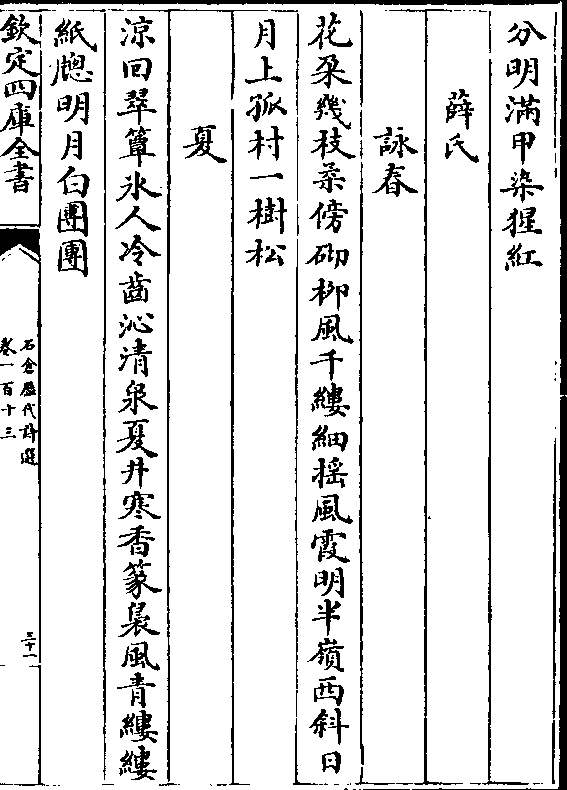 分明滿甲染猩紅
薛氏
詠春
花朶幾枝柔傍砌栁風千縷細揺風霞明半嶺西斜日
月上孤村一樹松
夏
涼回翠簟氷人冷齒沁清泉夏井寒香篆裊風青縷縷
紙牕明月白團團
欽定四庫全書
石倉歷代詩選
卷一百十三
三十一